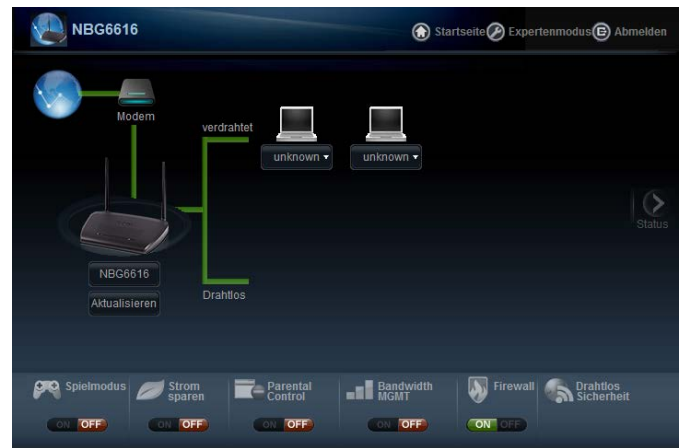 NBG6616
Startseite Expertenmodus Abmelden
Modem
verdrahtet
unknown unknown
Status
NBG6616
Aktualisieren
Drahtlos
Spielmodus
Strom
sparen
Parental
Control
Bandwidth
MGMT
Firewall
Drahtlos
Sicherheit
ON OFF ON OFF ON OFF ON OFF ON OFF